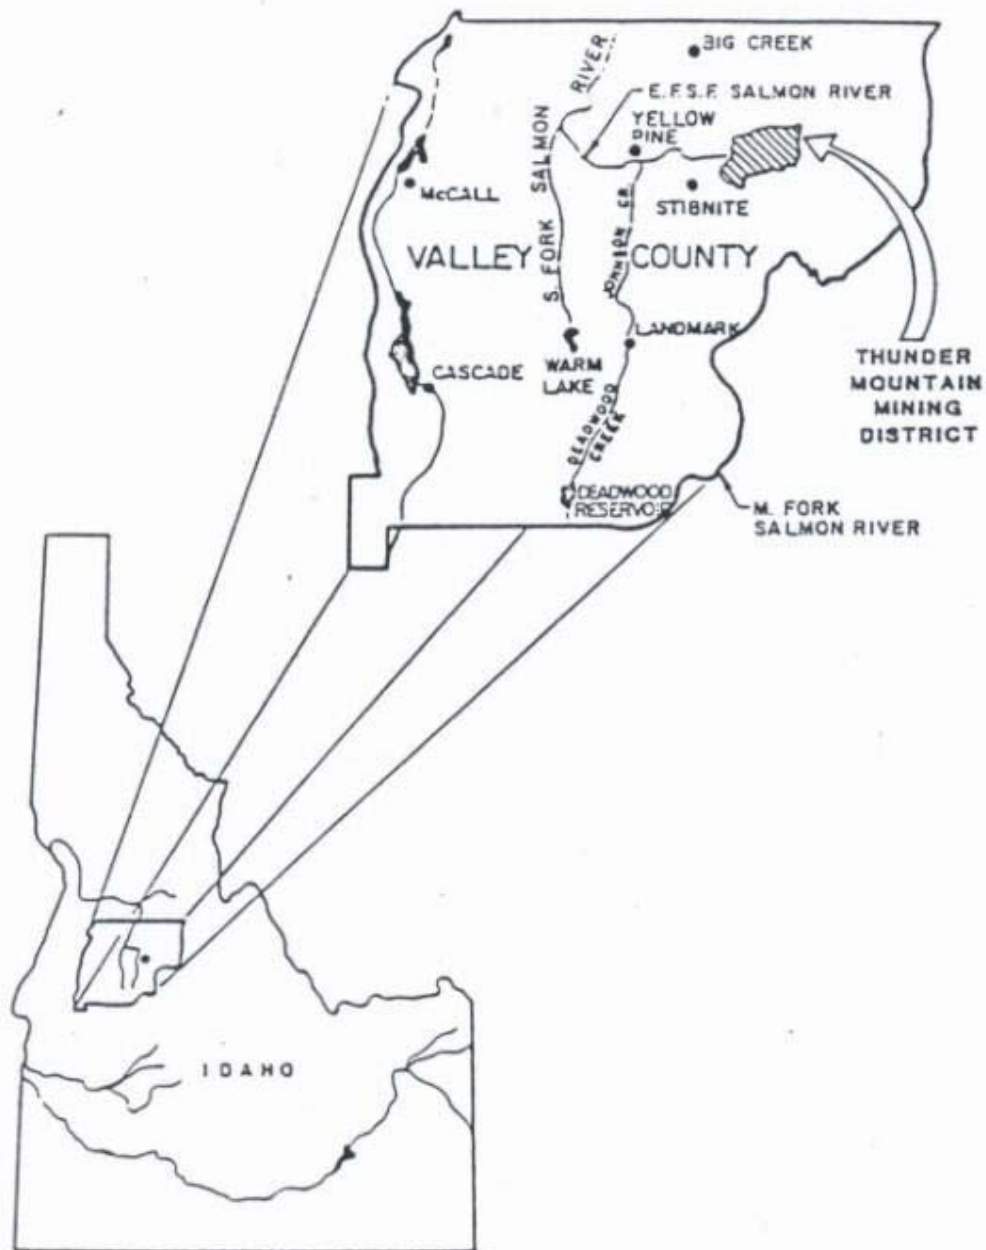 BIG CREEK
RIVER
E.F.S.F. SALMON RIVER
YELLOW
PINE
SALMON
McCALL
STIBNITE
S. FORK
JOHNSON CR.
VALLEY COUNTY
LANDMARK
WARM
LAKE
CASCADE
THUNDER
MOUNTAIN
MINING
DISTRICT
DEADWOOD
CREEK
DEADWOOD
RESERVOIR
M. FORK
SALMON RIVER
IDAHO